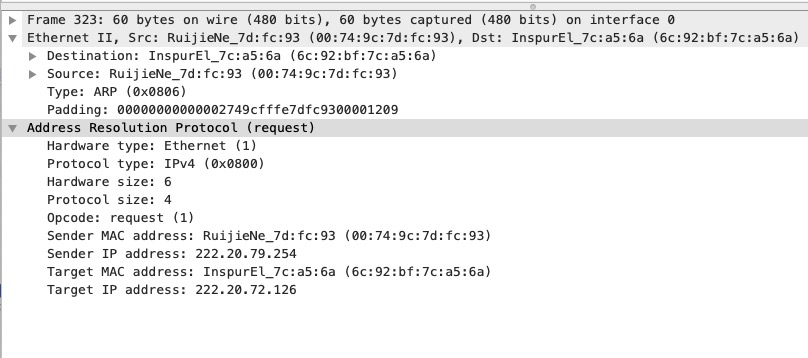 Frame 323: 60 bytes on wire (480 bits), 60 bytes captured (480 bits) on interface 0
Ethernet II, Src: RuijieNe_7d:fc:93 (00:74:9c:7d:fc:93), Dst: InspurEl_7c:a5:6a (6c:92:bf:7c:a5:6a)
Destination: InspurEl_7c:a5:6a (6c:92:bf:7c:a5:6a)
Source: RuijieNe_7d:fc:93 (00:74:9c:7d:fc:93)
Type: ARP (0x0806)
Padding: 00000000000002749cfffe7dfc9300001209
Address Resolution Protocol (request)
Hardware type: Ethernet (1)
Protocol type: IPv4 (0x0800)
Hardware size: 6
Protocol size: 4
Opcode: request (1)
Sender MAC address: RuijieNe_7d:fc:93 (00:74:9c:7d:fc:93)
Sender IP address: 222.20.79.254
Target MAC address: InspurEl_7c:a5:6a (6c:92:bf:7c:a5:6a)
Target IP address: 222.20.72.126